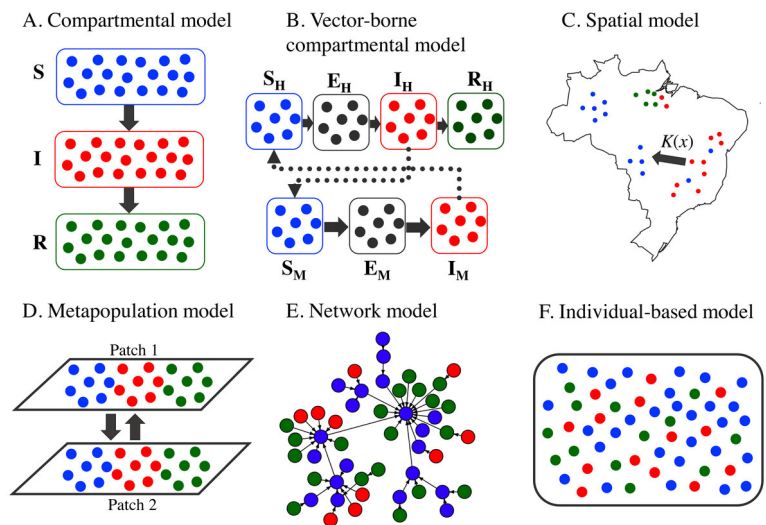 A. Compartmental model
S
I
R
B. Vector-borne
compartmental model
S_H E_H I_H R_H
S_M E_M I_M
C. Spatial model
K(x)
D. Metapopulation model
Patch 1
Patch 2
E. Network model
F. Individual-based model